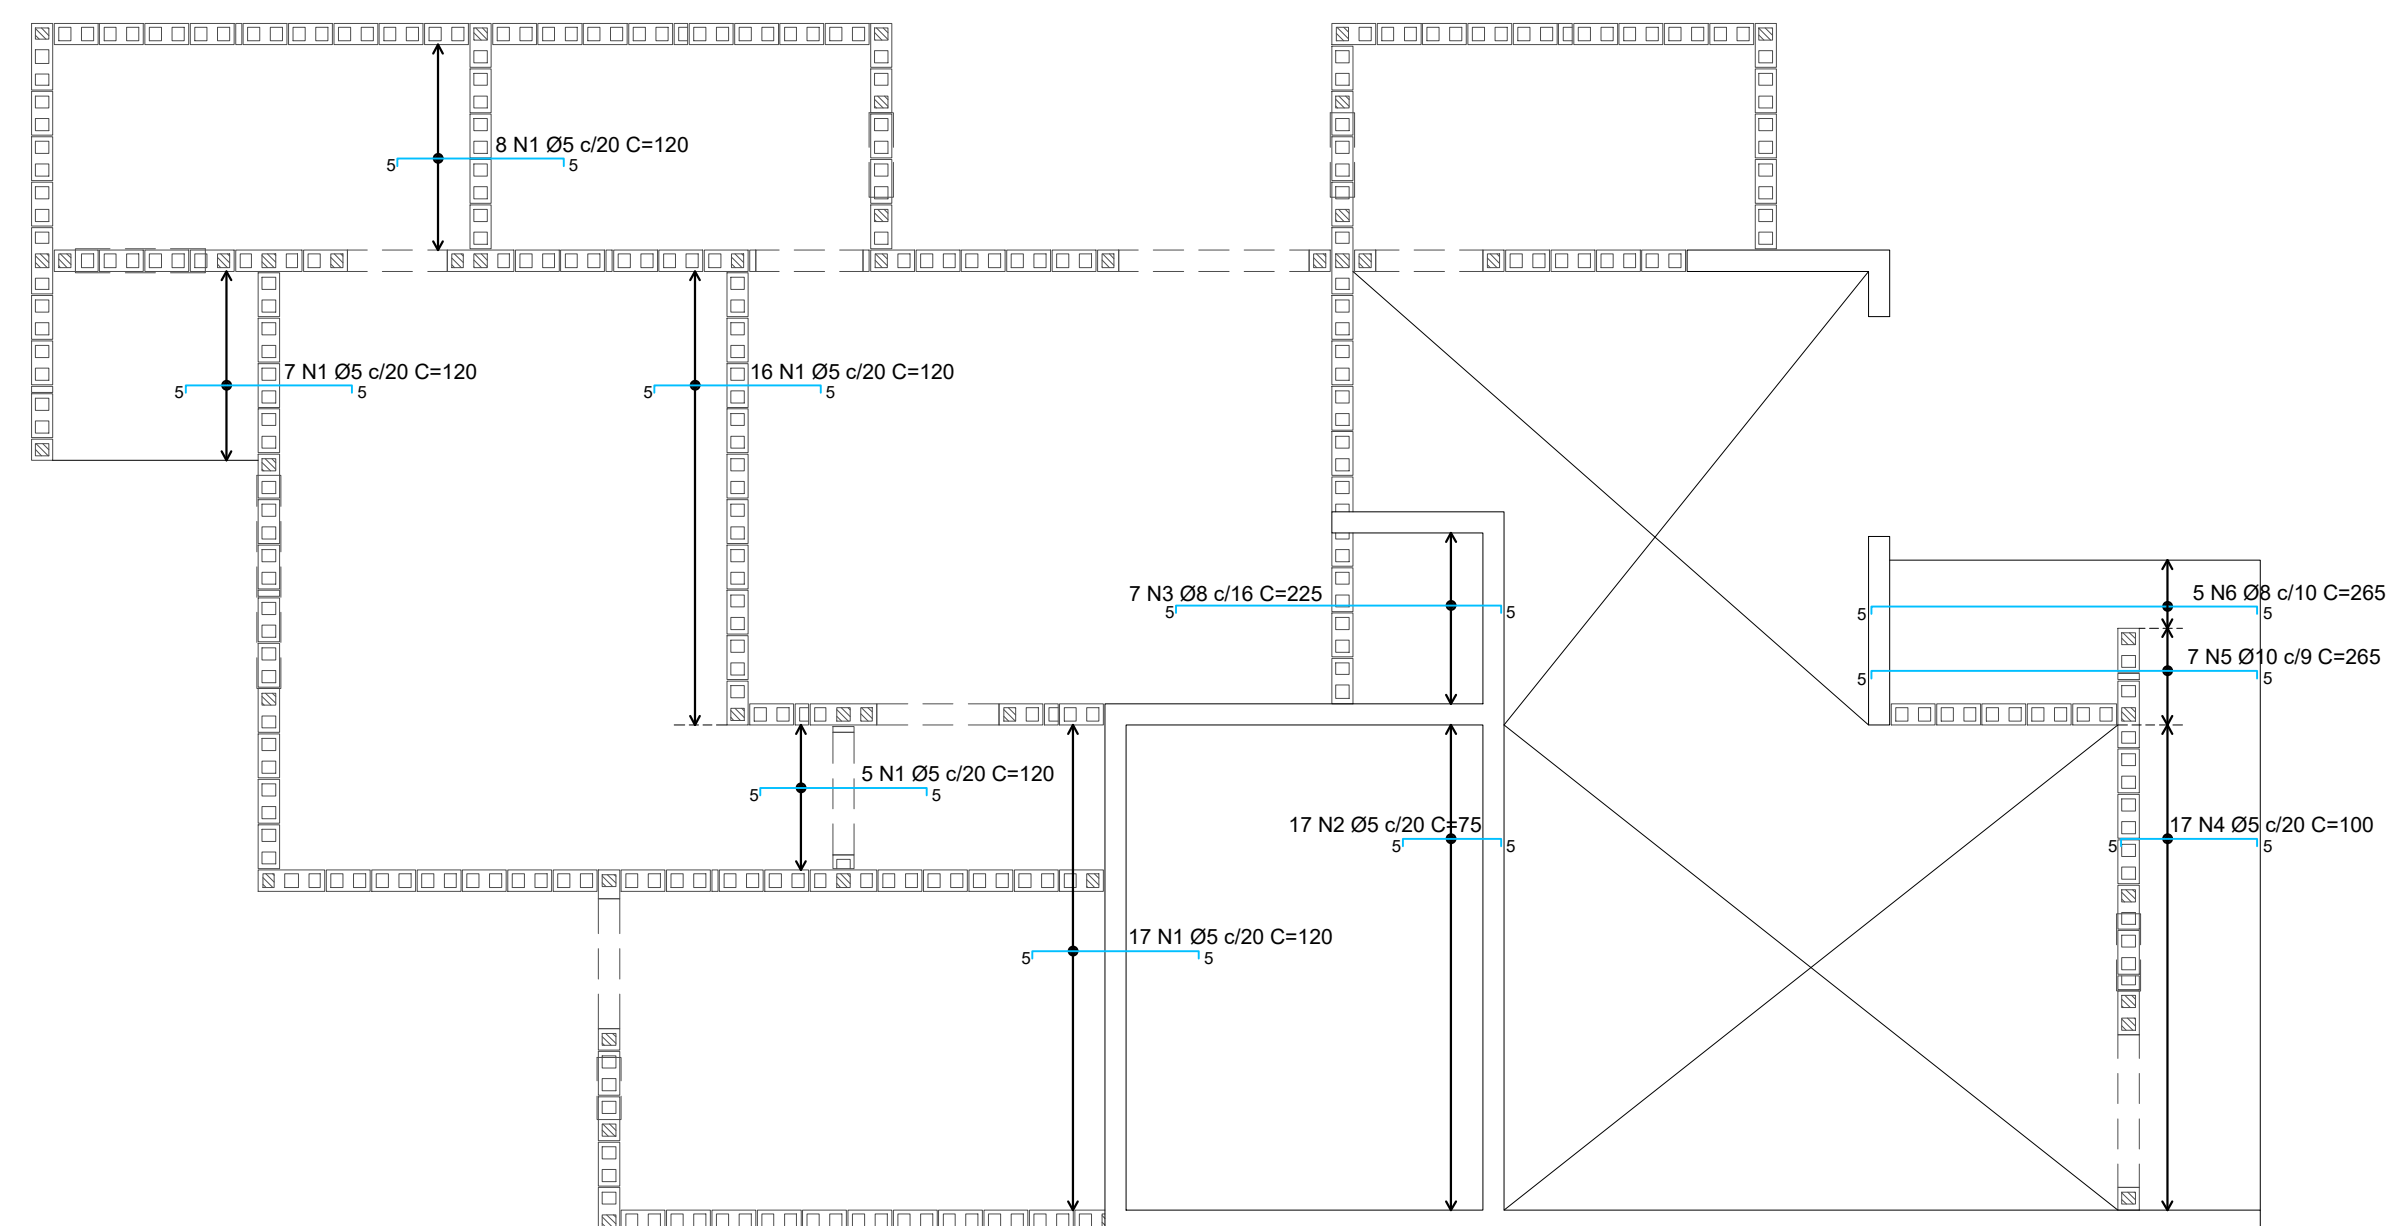 8 N1 Ø5 c/20 C=120
5 5
7 N1 Ø5 c/20 C=120
5 5
16 N1 Ø5 c/20 C=120
5 5
7 N3 Ø8 c/16 C=225
5 5
5 N6 Ø8 c/10 C=265
5 5
7 N5 Ø10 c/9 C=265
5 5
5 N1 Ø5 c/20 C=120
5 5
17 N2 Ø5 c/20 C=75
5 5
17 N4 Ø5 c/20 C=100
5 5
17 N1 Ø5 c/20 C=120
5 5